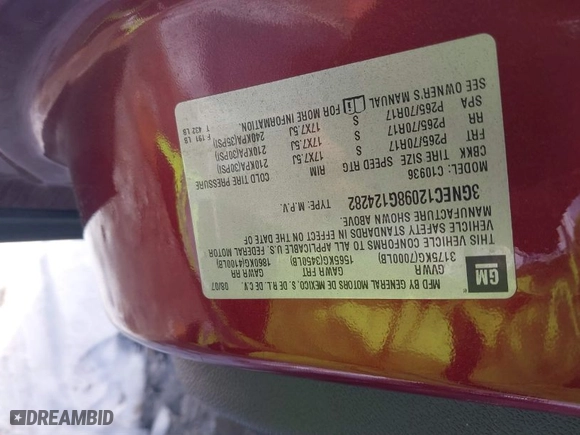 GM
MFD BY GENERAL MOTORS DE MEXICO, S. DE R.L. DE C.V.
08/07
GVWR GAWR FRT GAWR RR
3175KG(7000LB) 1565KG(3450LB) 1860KG(4100LB)
THIS VEHICLE CONFORMS TO ALL APPLICABLE U.S. FEDERAL MOTOR
VEHICLE SAFETY STANDARDS IN EFFECT ON THE DATE OF
MANUFACTURE SHOWN ABOVE.
3GNEC12098G124282 TYPE: M.P.V.
MODEL: C10936
CBKK TIRE SIZE SPEED RTG RIM COLD TIRE PRESSURE
FRT P265/70R17 S 17X7.5J 210KPA(30PSI)
RR P265/70R17 S 17X7.5J 210KPA(30PSI)
SPA P265/70R17 S 17X7.5J 240KPA(35PSI)
SEE OWNER'S MANUAL FOR MORE INFORMATION.
F 191 LB
T 432 LB
DREAMBID